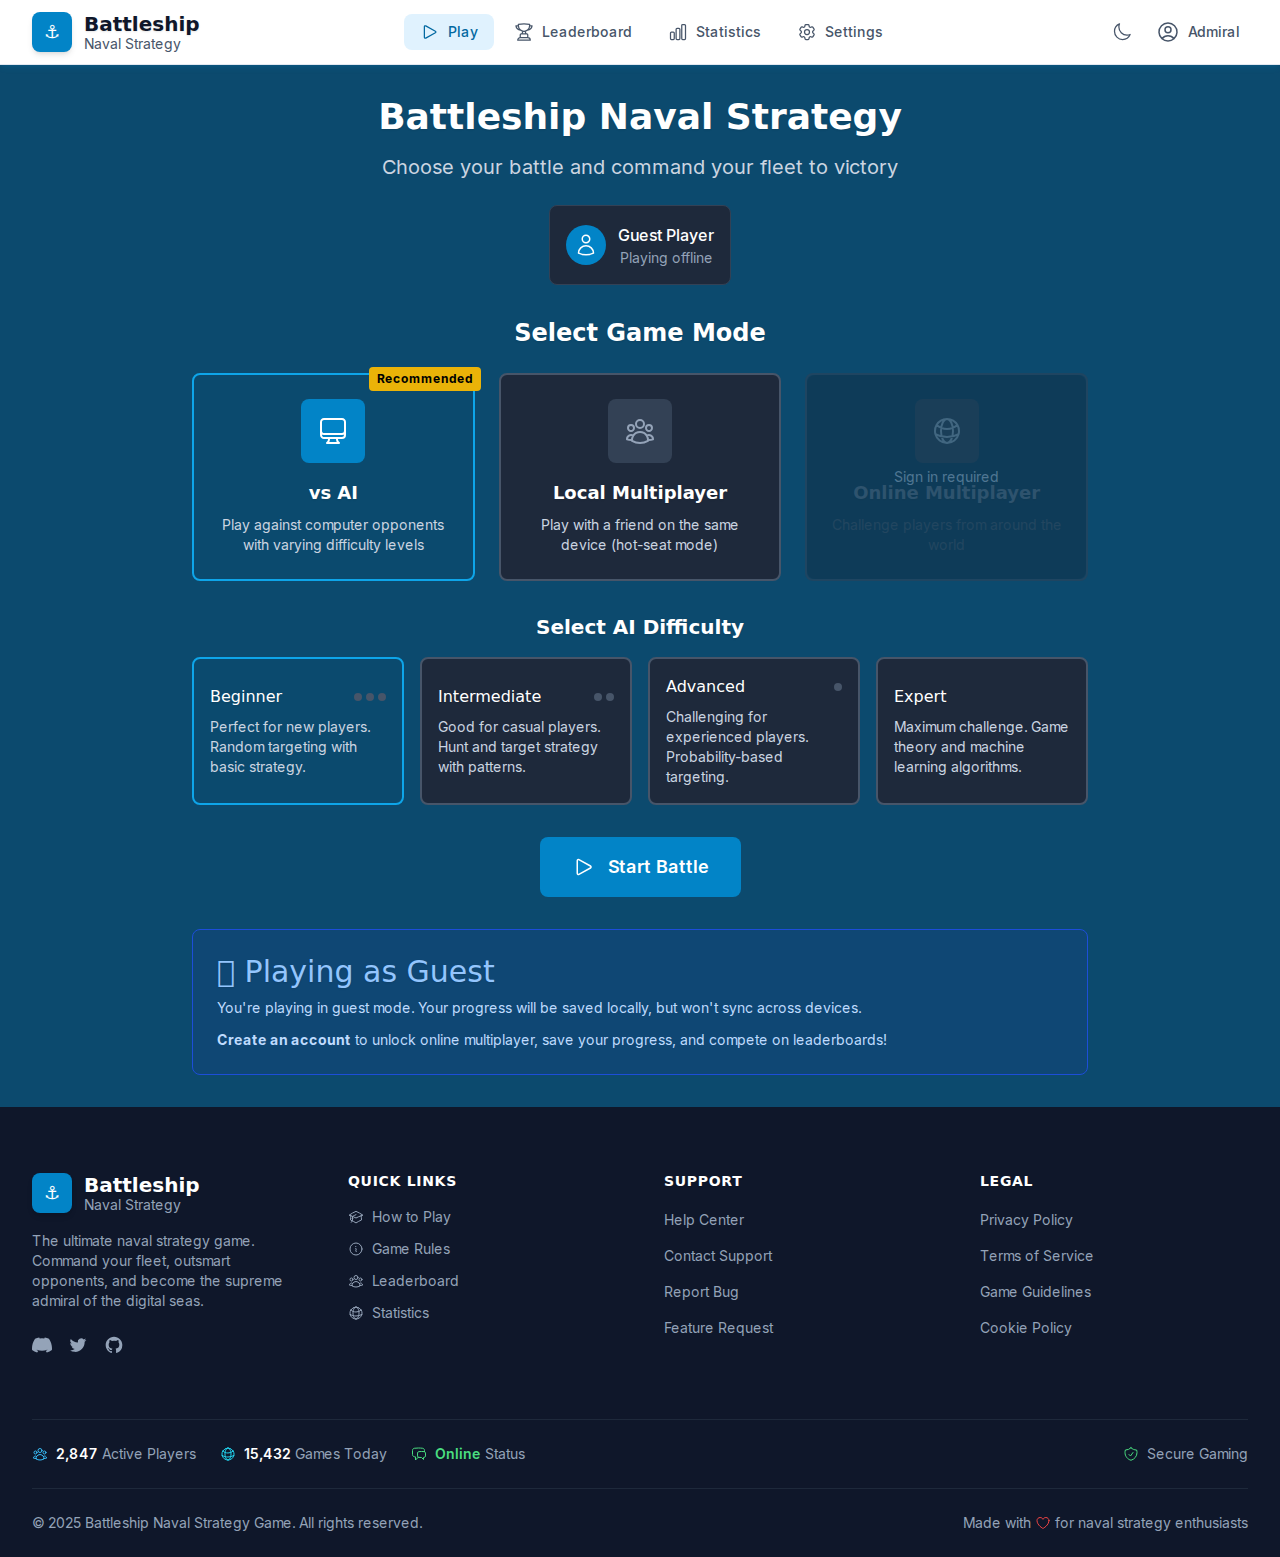 Battleship
Naval Strategy
Play
Leaderboard
Statistics
Settings
Admiral
Battleship Naval Strategy
Choose your battle and command your fleet to victory
Guest Player
Playing offline
Select Game Mode
Recommended
vs AI
Play against computer opponents
with varying difficulty levels
Local Multiplayer
Play with a friend on the same
device (hot-seat mode)
Sign in required
Online Multiplayer
Challenge players from around the
world
Select AI Difficulty
Beginner
Perfect for new players.
Random targeting with
basic strategy.
Intermediate
Good for casual players.
Hunt and target strategy
with patterns.
Advanced
Challenging for
experienced players.
Probability-based
targeting.
Expert
Maximum challenge. Game
theory and machine
learning algorithms.
Start Battle
Playing as Guest
You're playing in guest mode. Your progress will be saved locally, but won't sync across devices.
Create an account to unlock online multiplayer, save your progress, and compete on leaderboards!
Battleship
Naval Strategy
The ultimate naval strategy game.
Command your fleet, outsmart
opponents, and become the supreme
admiral of the digital seas.
QUICK LINKS
How to Play
Game Rules
Leaderboard
Statistics
SUPPORT
Help Center
Contact Support
Report Bug
Feature Request
LEGAL
Privacy Policy
Terms of Service
Game Guidelines
Cookie Policy
2,847 Active Players
15,432 Games Today
Online Status
Secure Gaming
© 2025 Battleship Naval Strategy Game. All rights reserved.
Made with ♡ for naval strategy enthusiasts